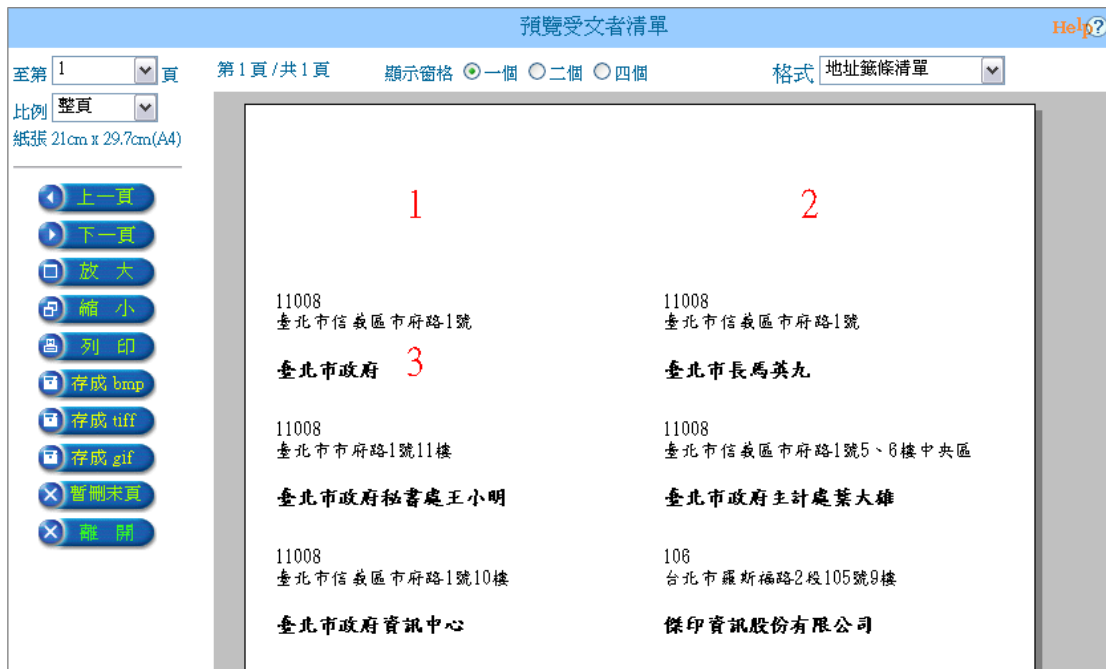 預覽受文者清單
Help?
至第 1 頁
第1頁/共1頁
顯示窗格 一個 二個 四個
格式 地址籤條清單
比例 整頁
紙張 21cm x 29.7cm(A4)
上一頁
下一頁
放 大
縮 小
列 印
存成 bmp
存成 tiff
存成 gif
暫刪末頁
離 開
1
2
11008
臺北市信義區市府路1號
臺北市政府
3
11008
臺北市信義區市府路1號
臺北市長馬英九
11008
臺北市市府路1號11樓
臺北市政府秘書處王小明
11008
臺北市信義區市府路1號5、6樓中央區
臺北市政府主計處葉大雄
11008
臺北市信義區市府路1號10樓
臺北市政府資訊中心
106
台北市羅斯福路2段105號9樓
傑印資訊股份有限公司